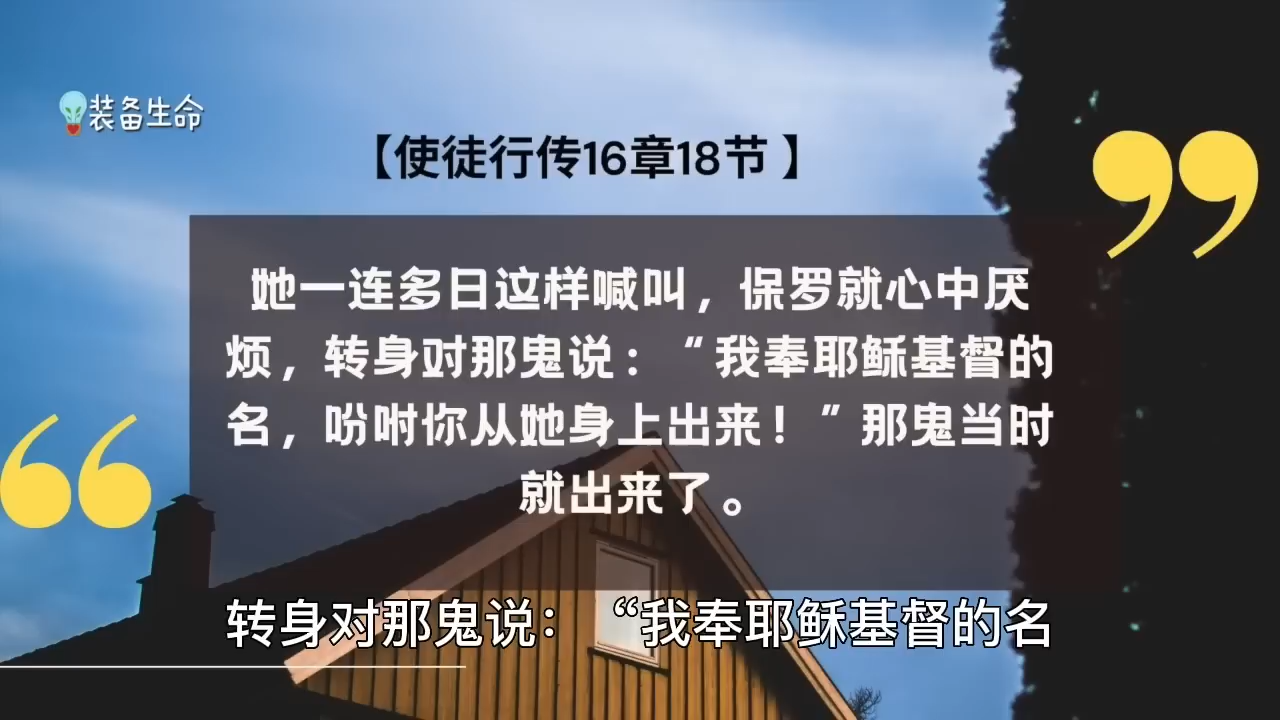 装备生命
【使徒行传16章18节 】
她一连多日这样喊叫，保罗就心中厌
烦，转身对那鬼说：“我奉耶稣基督的
名，吩咐你从她身上出来！”那鬼当时
就出来了。
转身对那鬼说：“我奉耶稣基督的名